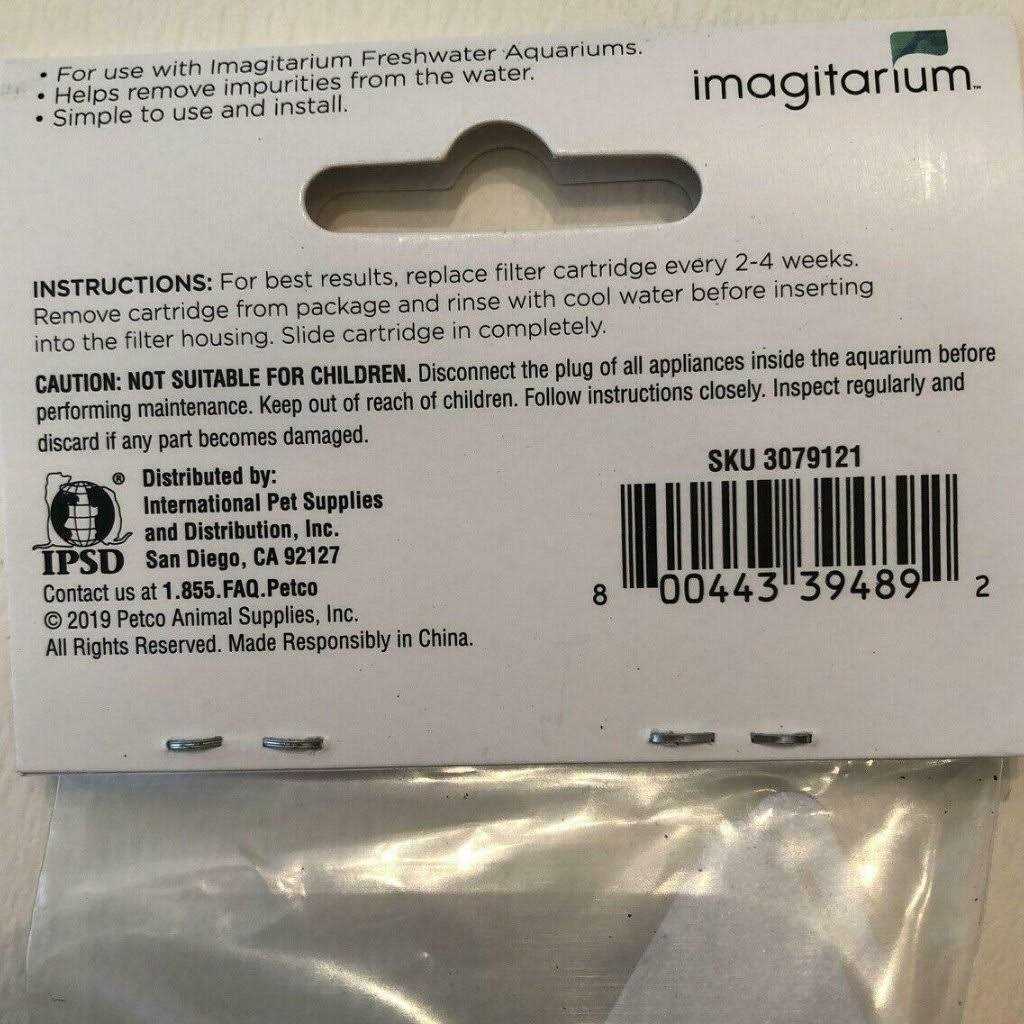 • For use with Imagitarium Freshwater Aquariums.
• Helps remove impurities from the water.
• Simple to use and install.
imagitarium™
INSTRUCTIONS: For best results, replace filter cartridge every 2-4 weeks.
Remove cartridge from package and rinse with cool water before inserting
into the filter housing. Slide cartridge in completely.
CAUTION: NOT SUITABLE FOR CHILDREN. Disconnect the plug of all appliances inside the aquarium before
performing maintenance. Keep out of reach of children. Follow instructions closely. Inspect regularly and
discard if any part becomes damaged.
®
IPSD
Distributed by:
International Pet Supplies
and Distribution, Inc.
San Diego, CA 92127
Contact us at 1.855.FAQ.Petco
© 2019 Petco Animal Supplies, Inc.
All Rights Reserved. Made Responsibly in China.
SKU 3079121
8 00443 39489 2